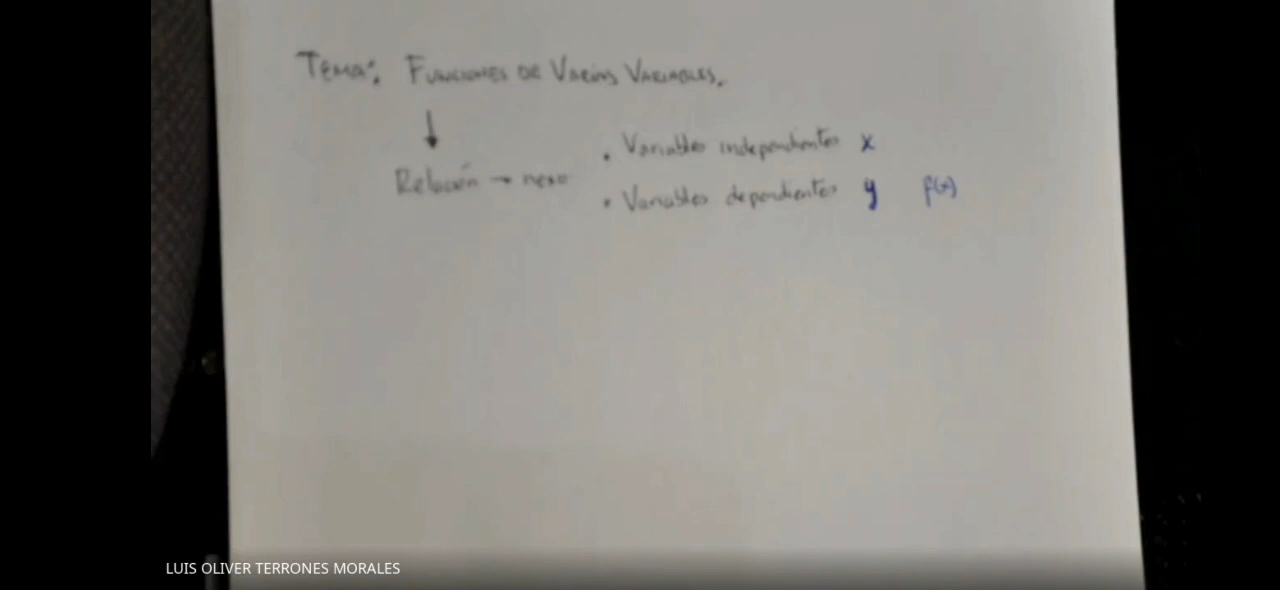 Tema: Funciones de Varias Variables.
Relación → nexo
• Variables independientes x
• Variables dependientes y f(x)
LUIS OLIVER TERRONES MORALES